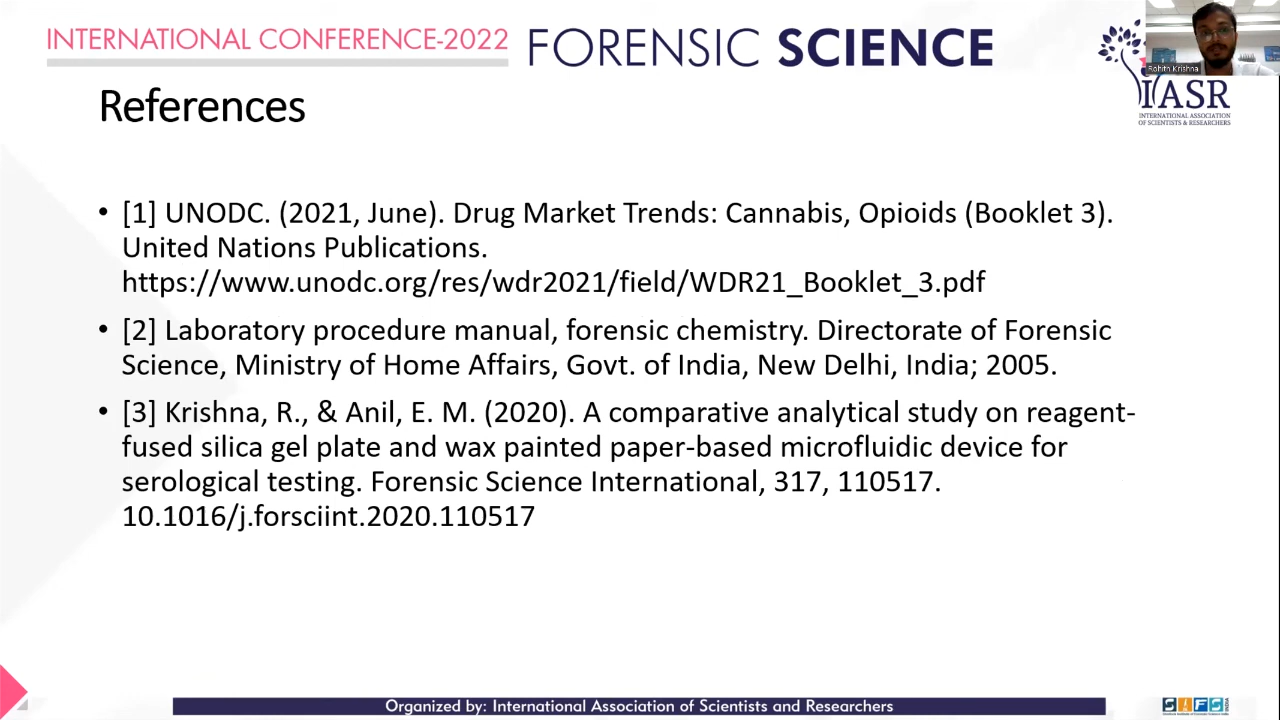 INTERNATIONAL CONFERENCE-2022 FORENSIC SCIENCE
Rohith Krishna
IASR
INTERNATIONAL ASSOCIATION
OF SCIENTISTS & RESEARCHERS
References
• [1] UNODC. (2021, June). Drug Market Trends: Cannabis, Opioids (Booklet 3).
United Nations Publications.
https://www.unodc.org/res/wdr2021/field/WDR21_Booklet_3.pdf
• [2] Laboratory procedure manual, forensic chemistry. Directorate of Forensic
Science, Ministry of Home Affairs, Govt. of India, New Delhi, India; 2005.
• [3] Krishna, R., & Anil, E. M. (2020). A comparative analytical study on reagent-
fused silica gel plate and wax painted paper-based microfluidic device for
serological testing. Forensic Science International, 317, 110517.
10.1016/j.forsciint.2020.110517
Organized by: International Association of Scientists and Researchers
SIFS
INDIA